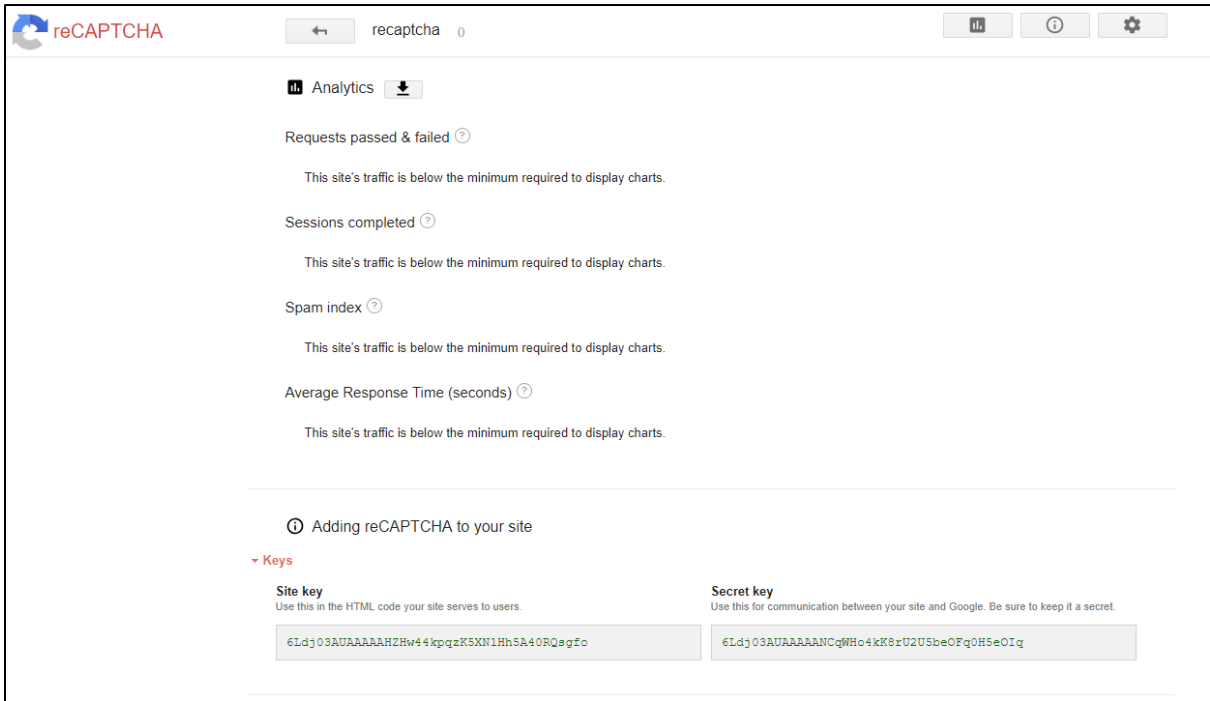 reCAPTCHA
recaptcha ()
Analytics
Requests passed & failed
This site's traffic is below the minimum required to display charts.
Sessions completed
This site's traffic is below the minimum required to display charts.
Spam index
This site's traffic is below the minimum required to display charts.
Average Response Time (seconds)
This site's traffic is below the minimum required to display charts.
Adding reCAPTCHA to your site
Keys
Site key
Use this in the HTML code your site serves to users.
6Ldj03AUAAAAAHZHw44kpqzK5XN1Hh5A40RQsgfo
Secret key
Use this for communication between your site and Google. Be sure to keep it a secret.
6Ldj03AUAAAAANCqWHo4kK8rU2U5beOFq0H5eOIq